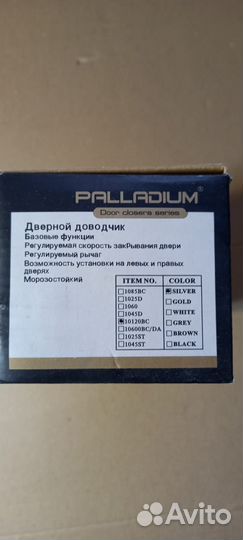 PALLADIUM®
Door closers series
Дверной доводчик
Базовые функции
Регулируемая скорость закРывания двери
Регулируемый рычаг
Возможность установки на левых и правых
дверях
Морозостойкий
ITEM NO. COLOR
1085BC SILVER
1025D GOLD
1060 WHITE
1045D GREY
10120BC BROWN
10600BC/DA BLACK
1025ST
1045ST
Avito